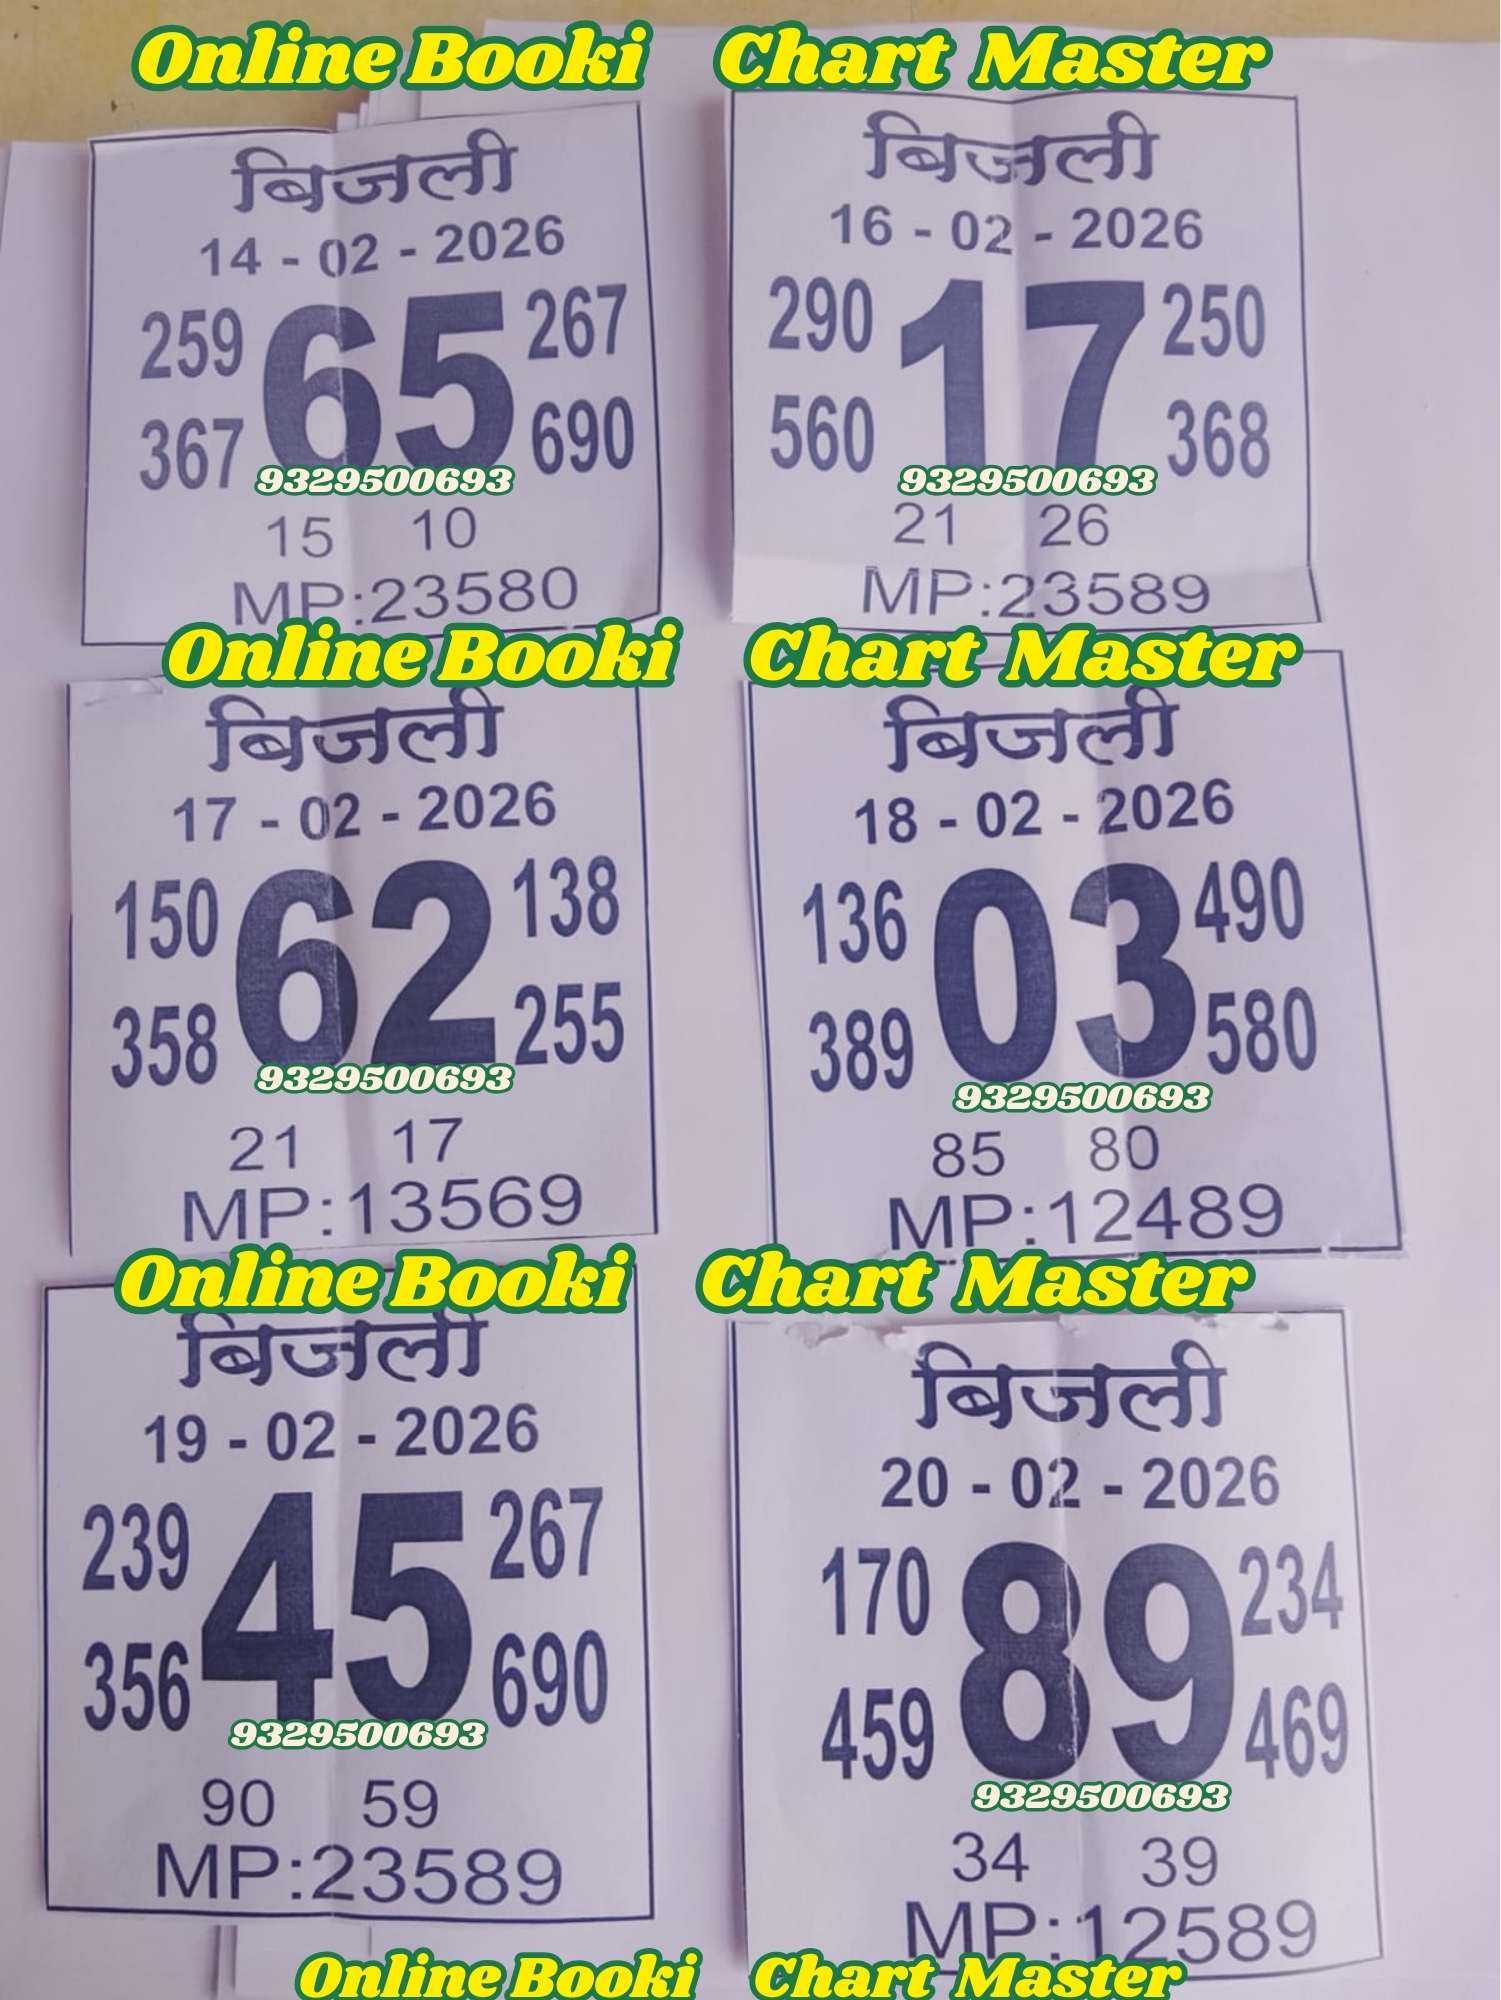 Online Booki Chart Master
बिजली
14 - 02 - 2026
259 65 267
367 690
9329500693
15 10
MP:23580
बिजली
16 - 02 - 2026
290 17 250
560 368
9329500693
21 26
MP:23589
Online Booki Chart Master
बिजली
17 - 02 - 2026
150 62 138
358 255
9329500693
21 17
MP:13569
बिजली
18 - 02 - 2026
136 03 490
389 580
9329500693
85 80
MP:12489
Online Booki Chart Master
बिजली
19 - 02 - 2026
239 45 267
356 690
9329500693
90 59
MP:23589
बिजली
20 - 02 - 2026
170 89 234
459 469
9329500693
34 39
MP:12589
Online Booki Chart Master